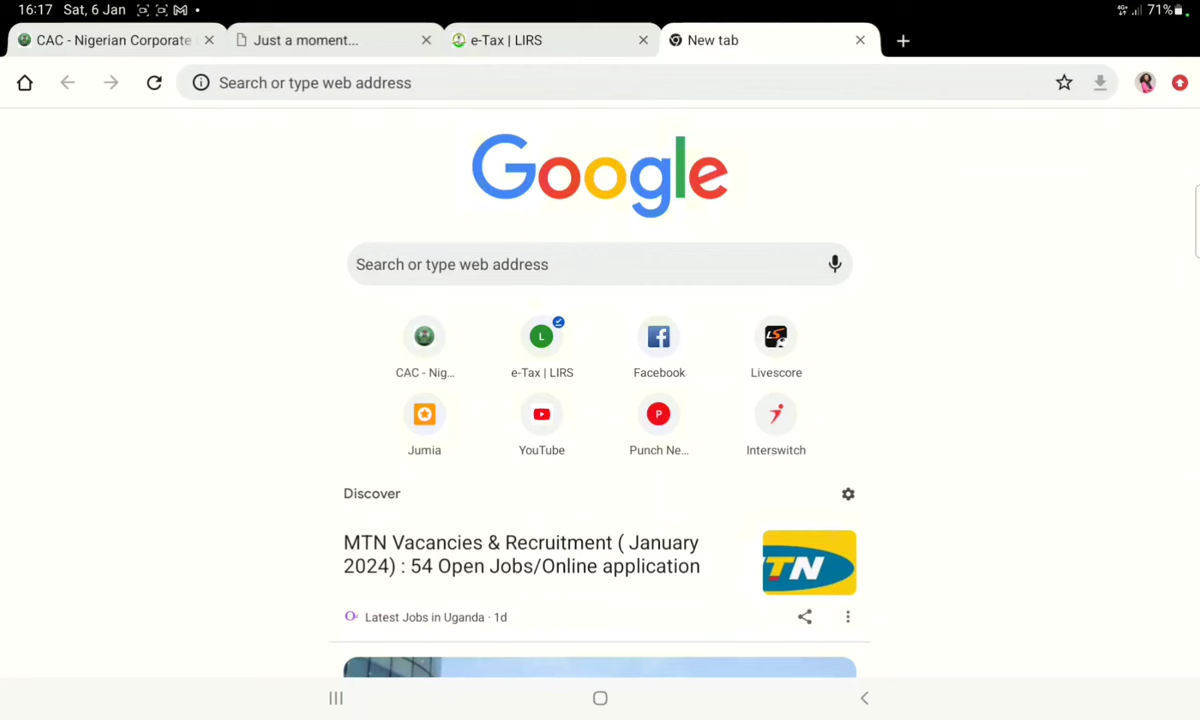 16:17 Sat, 6 Jan 71%
CAC - Nigerian Corporate
Just a moment...
e-Tax | LIRS
New tab
Search or type web address
Google
Search or type web address
L
LS
P
CAC - Nig... e-Tax | LIRS Facebook Livescore
Jumia YouTube Punch Ne... Interswitch
Discover
MTN Vacancies & Recruitment ( January
2024) : 54 Open Jobs/Online application
TN
Latest Jobs in Uganda · 1d